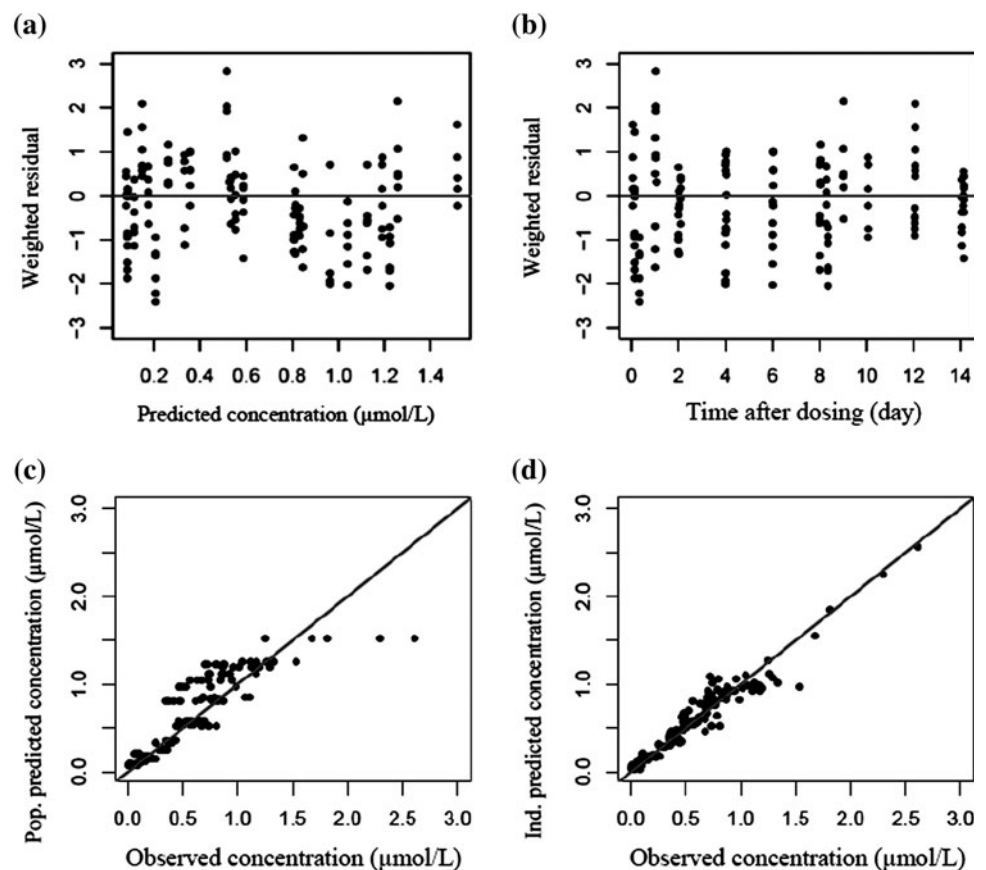 (a)
Weighted residual
3
2
1
0
−1
−2
−3
0.2 0.4 0.6 0.8 1.0 1.2 1.4
Predicted concentration (μmol/L)
(b)
Weighted residual
3
2
1
0
−1
−2
−3
0 2 4 6 8 10 12 14
Time after dosing (day)
(c)
Pop. predicted concentration (μmol/L)
3.0
2.0
1.0
0.0
0.0 0.5 1.0 1.5 2.0 2.5 3.0
Observed concentration (μmol/L)
(d)
Ind. predicted concentration (μmol/L)
3.0
2.0
1.0
0.0
0.0 0.5 1.0 1.5 2.0 2.5 3.0
Observed concentration (μmol/L)